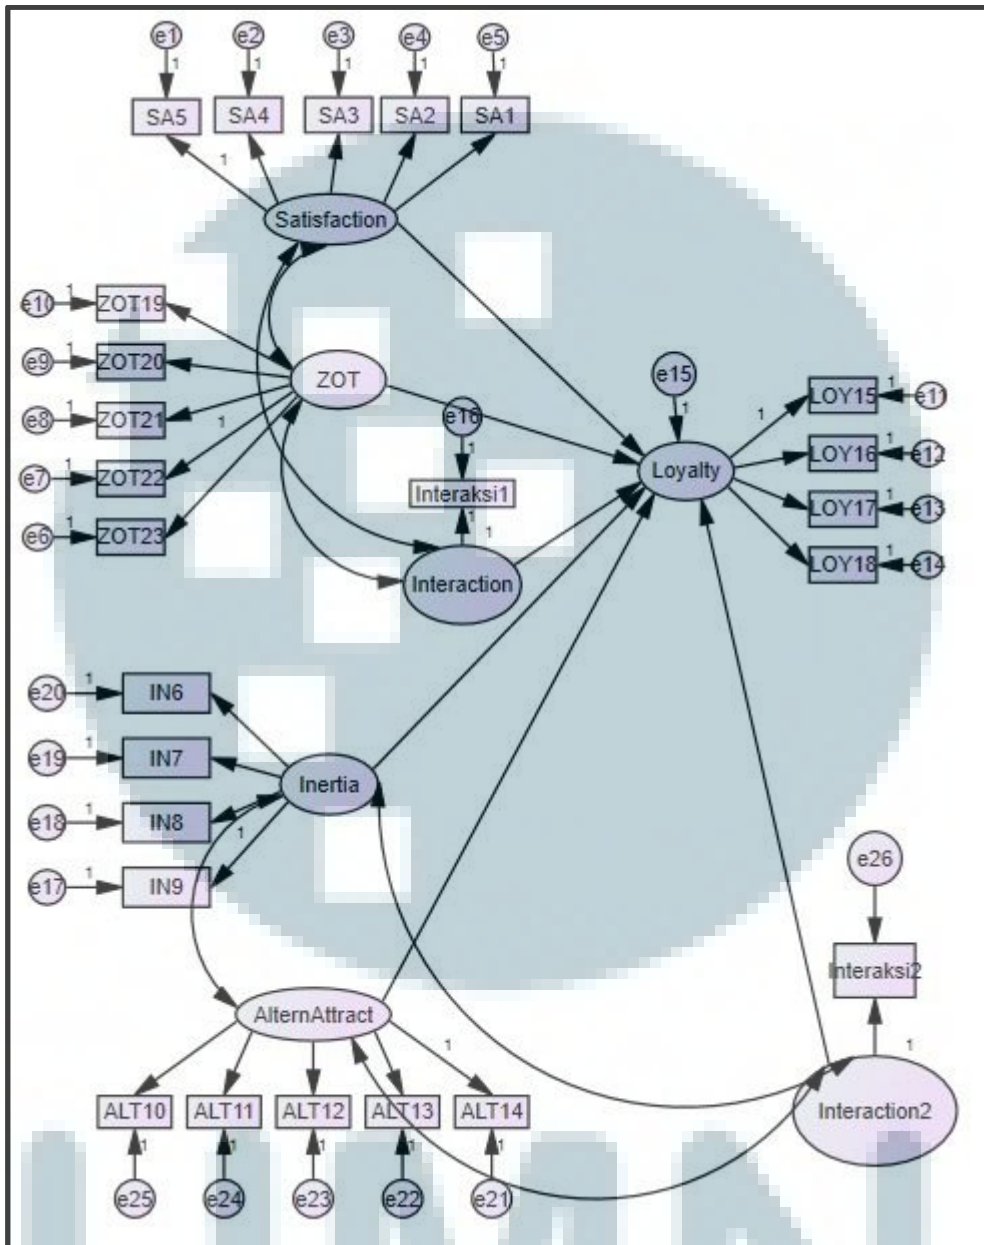 e1 e2 e3 e4 e5
1 1 1 1 1
SA5 SA4 SA3 SA2 SA1
1
Satisfaction
e10 1 ZOT19
e9 1 ZOT20
e8 1 ZOT21
e7 1 ZOT22
e6 1 ZOT23
1
ZOT
e16
1
Interaksi1
1
1
Interaction
e15
1
Loyalty
1
LOY15 1 e11
LOY16 1 e12
LOY17 1 e13
LOY18 1 e14
e20 1 IN6
e19 1 IN7
e18 1 IN8
e17 1 IN9
1
Inertia
e26
Interaksi2
1
Interaction2
AlternAttract
1
ALT10 ALT11 ALT12 ALT13 ALT14
1 1 1 1 1
e25 e24 e23 e22 e21